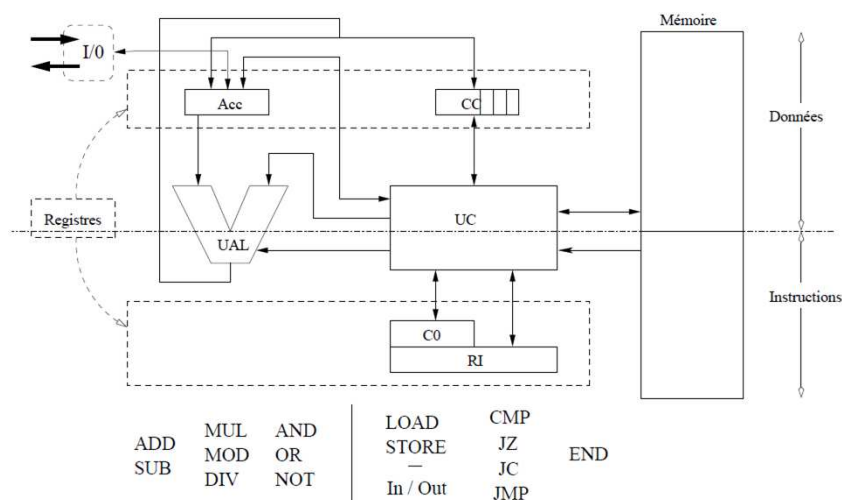 Mémoire
I/0
Acc
CC
Données
Registres
UAL
UC
C0
RI
Instructions
ADD
SUB
MUL
MOD
DIV
AND
OR
NOT
LOAD
STORE
–
In / Out
CMP
JZ
JC
JMP
END